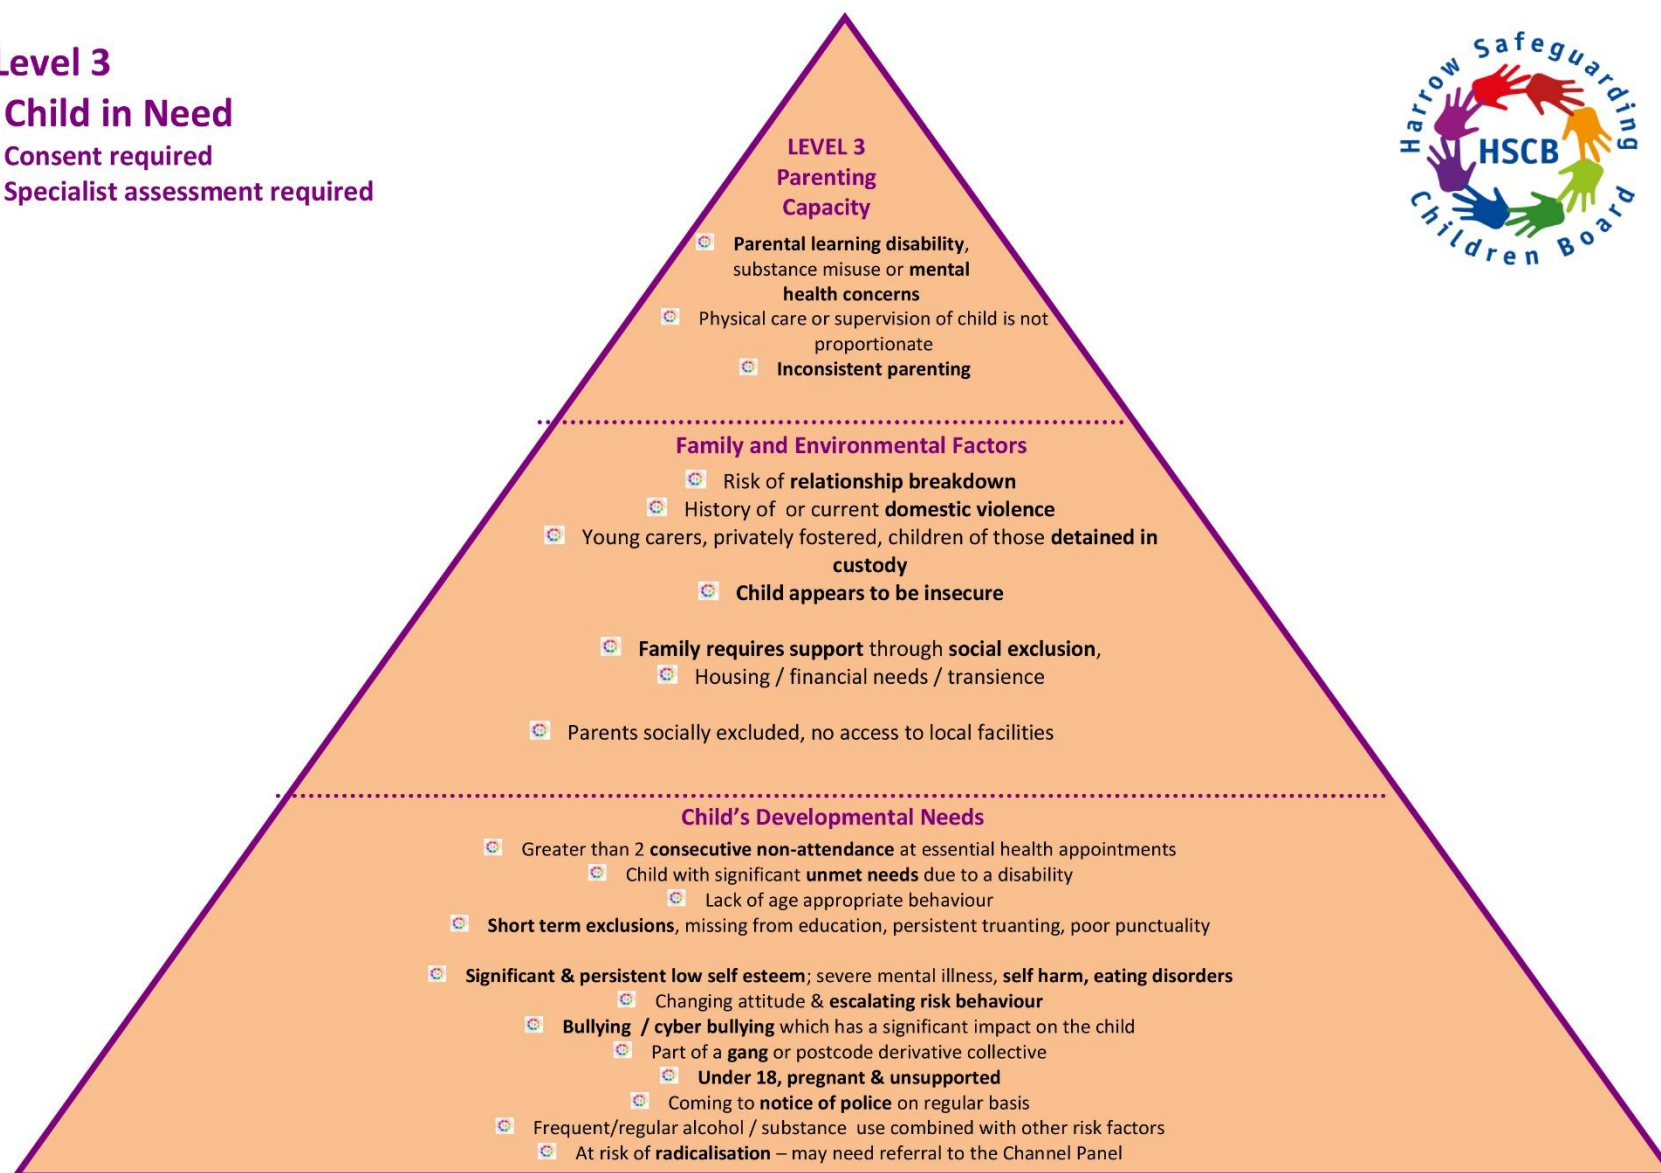 Level 3
Child in Need
Consent required
Specialist assessment required
Harrow Safeguarding
Children Board
HSCB
LEVEL 3
Parenting
Capacity
Parental learning disability,
substance misuse or mental
health concerns
Physical care or supervision of child is not
proportionate
Inconsistent parenting
Family and Environmental Factors
Risk of relationship breakdown
History of or current domestic violence
Young carers, privately fostered, children of those detained in
custody
Child appears to be insecure
Family requires support through social exclusion,
Housing / financial needs / transience
Parents socially excluded, no access to local facilities
Child’s Developmental Needs
Greater than 2 consecutive non-attendance at essential health appointments
Child with significant unmet needs due to a disability
Lack of age appropriate behaviour
Short term exclusions, missing from education, persistent truanting, poor punctuality
Significant & persistent low self esteem; severe mental illness, self harm, eating disorders
Changing attitude & escalating risk behaviour
Bullying / cyber bullying which has a significant impact on the child
Part of a gang or postcode derivative collective
Under 18, pregnant & unsupported
Coming to notice of police on regular basis
Frequent/regular alcohol / substance use combined with other risk factors
At risk of radicalisation – may need referral to the Channel Panel